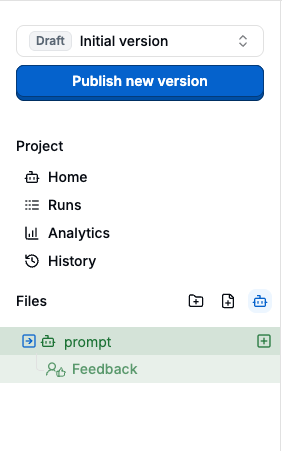 Draft Initial version
Publish new version
Project
Home
Runs
Analytics
History
Files
prompt
Feedback